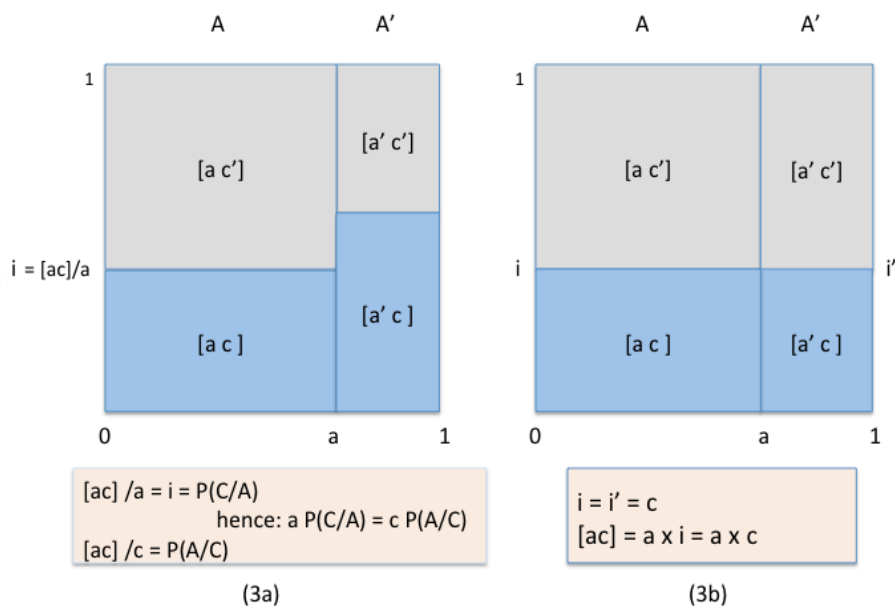 A A’
1
[a c’]
[a’ c’]
i = [ac]/a
[a c ]
[a’ c ]
0 a 1
[ac] /a = i = P(C/A)
hence: a P(C/A) = c P(A/C)
[ac] /c = P(A/C)
(3a)
A A’
1
[a c’] [a’ c’]
i i’
[a c ] [a’ c ]
0 a 1
i = i’ = c
[ac] = a x i = a x c
(3b)